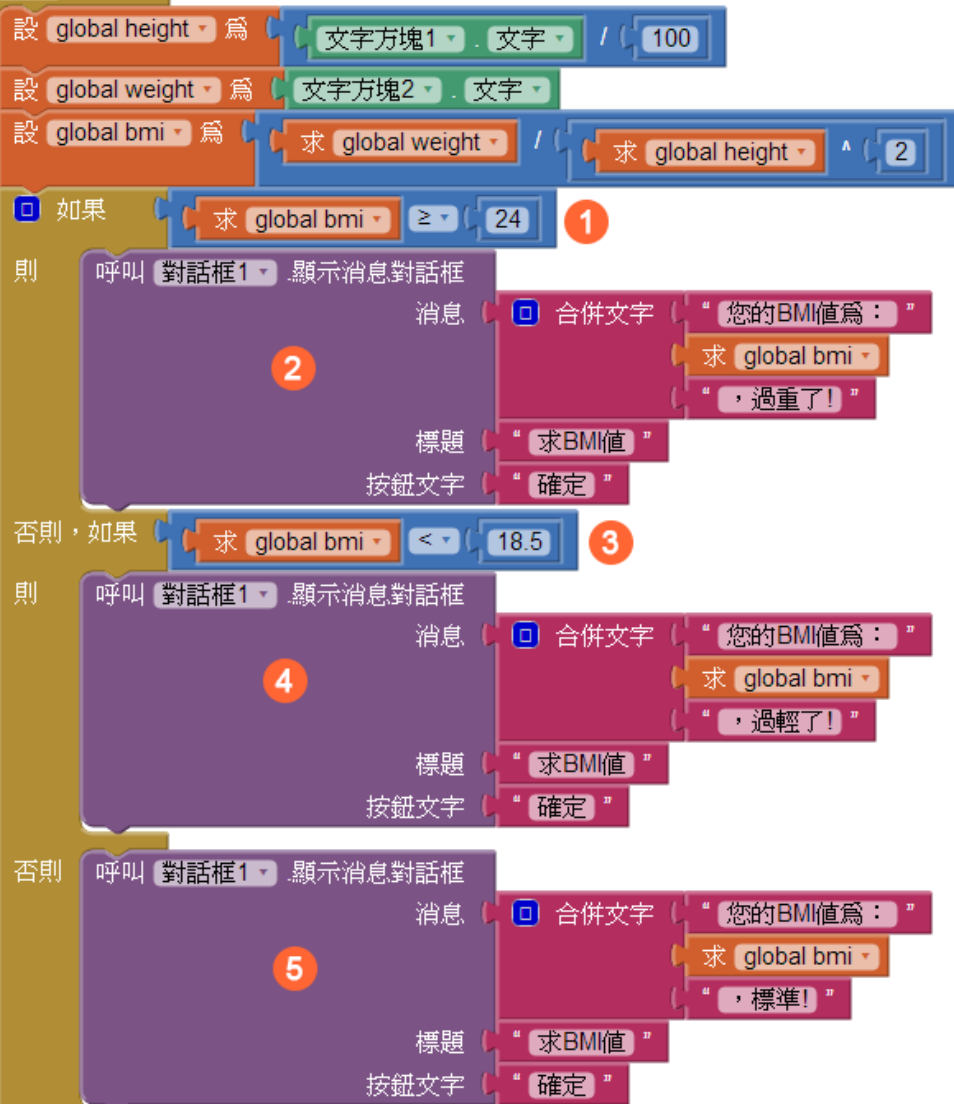 設 global height 為 文字方塊1 . 文字 / 100
設 global weight 為 文字方塊2 . 文字
設 global bmi 為 求 global weight / 求 global height ^ 2
如果 求 global bmi ≥ 24 1
則 呼叫 對話框1 .顯示消息對話框
消息 合併文字 “ 您的BMI值為： ”
2 求 global bmi
“ ，過重了! ”
標題 “ 求BMI值 ”
按鈕文字 “ 確定 ”
否則，如果 求 global bmi < 18.5 3
則 呼叫 對話框1 .顯示消息對話框
消息 合併文字 “ 您的BMI值為： ”
4 求 global bmi
“ ，過輕了! ”
標題 “ 求BMI值 ”
按鈕文字 “ 確定 ”
否則 呼叫 對話框1 .顯示消息對話框
消息 合併文字 “ 您的BMI值為： ”
5 求 global bmi
“ ，標準! ”
標題 “ 求BMI值 ”
按鈕文字 “ 確定 ”